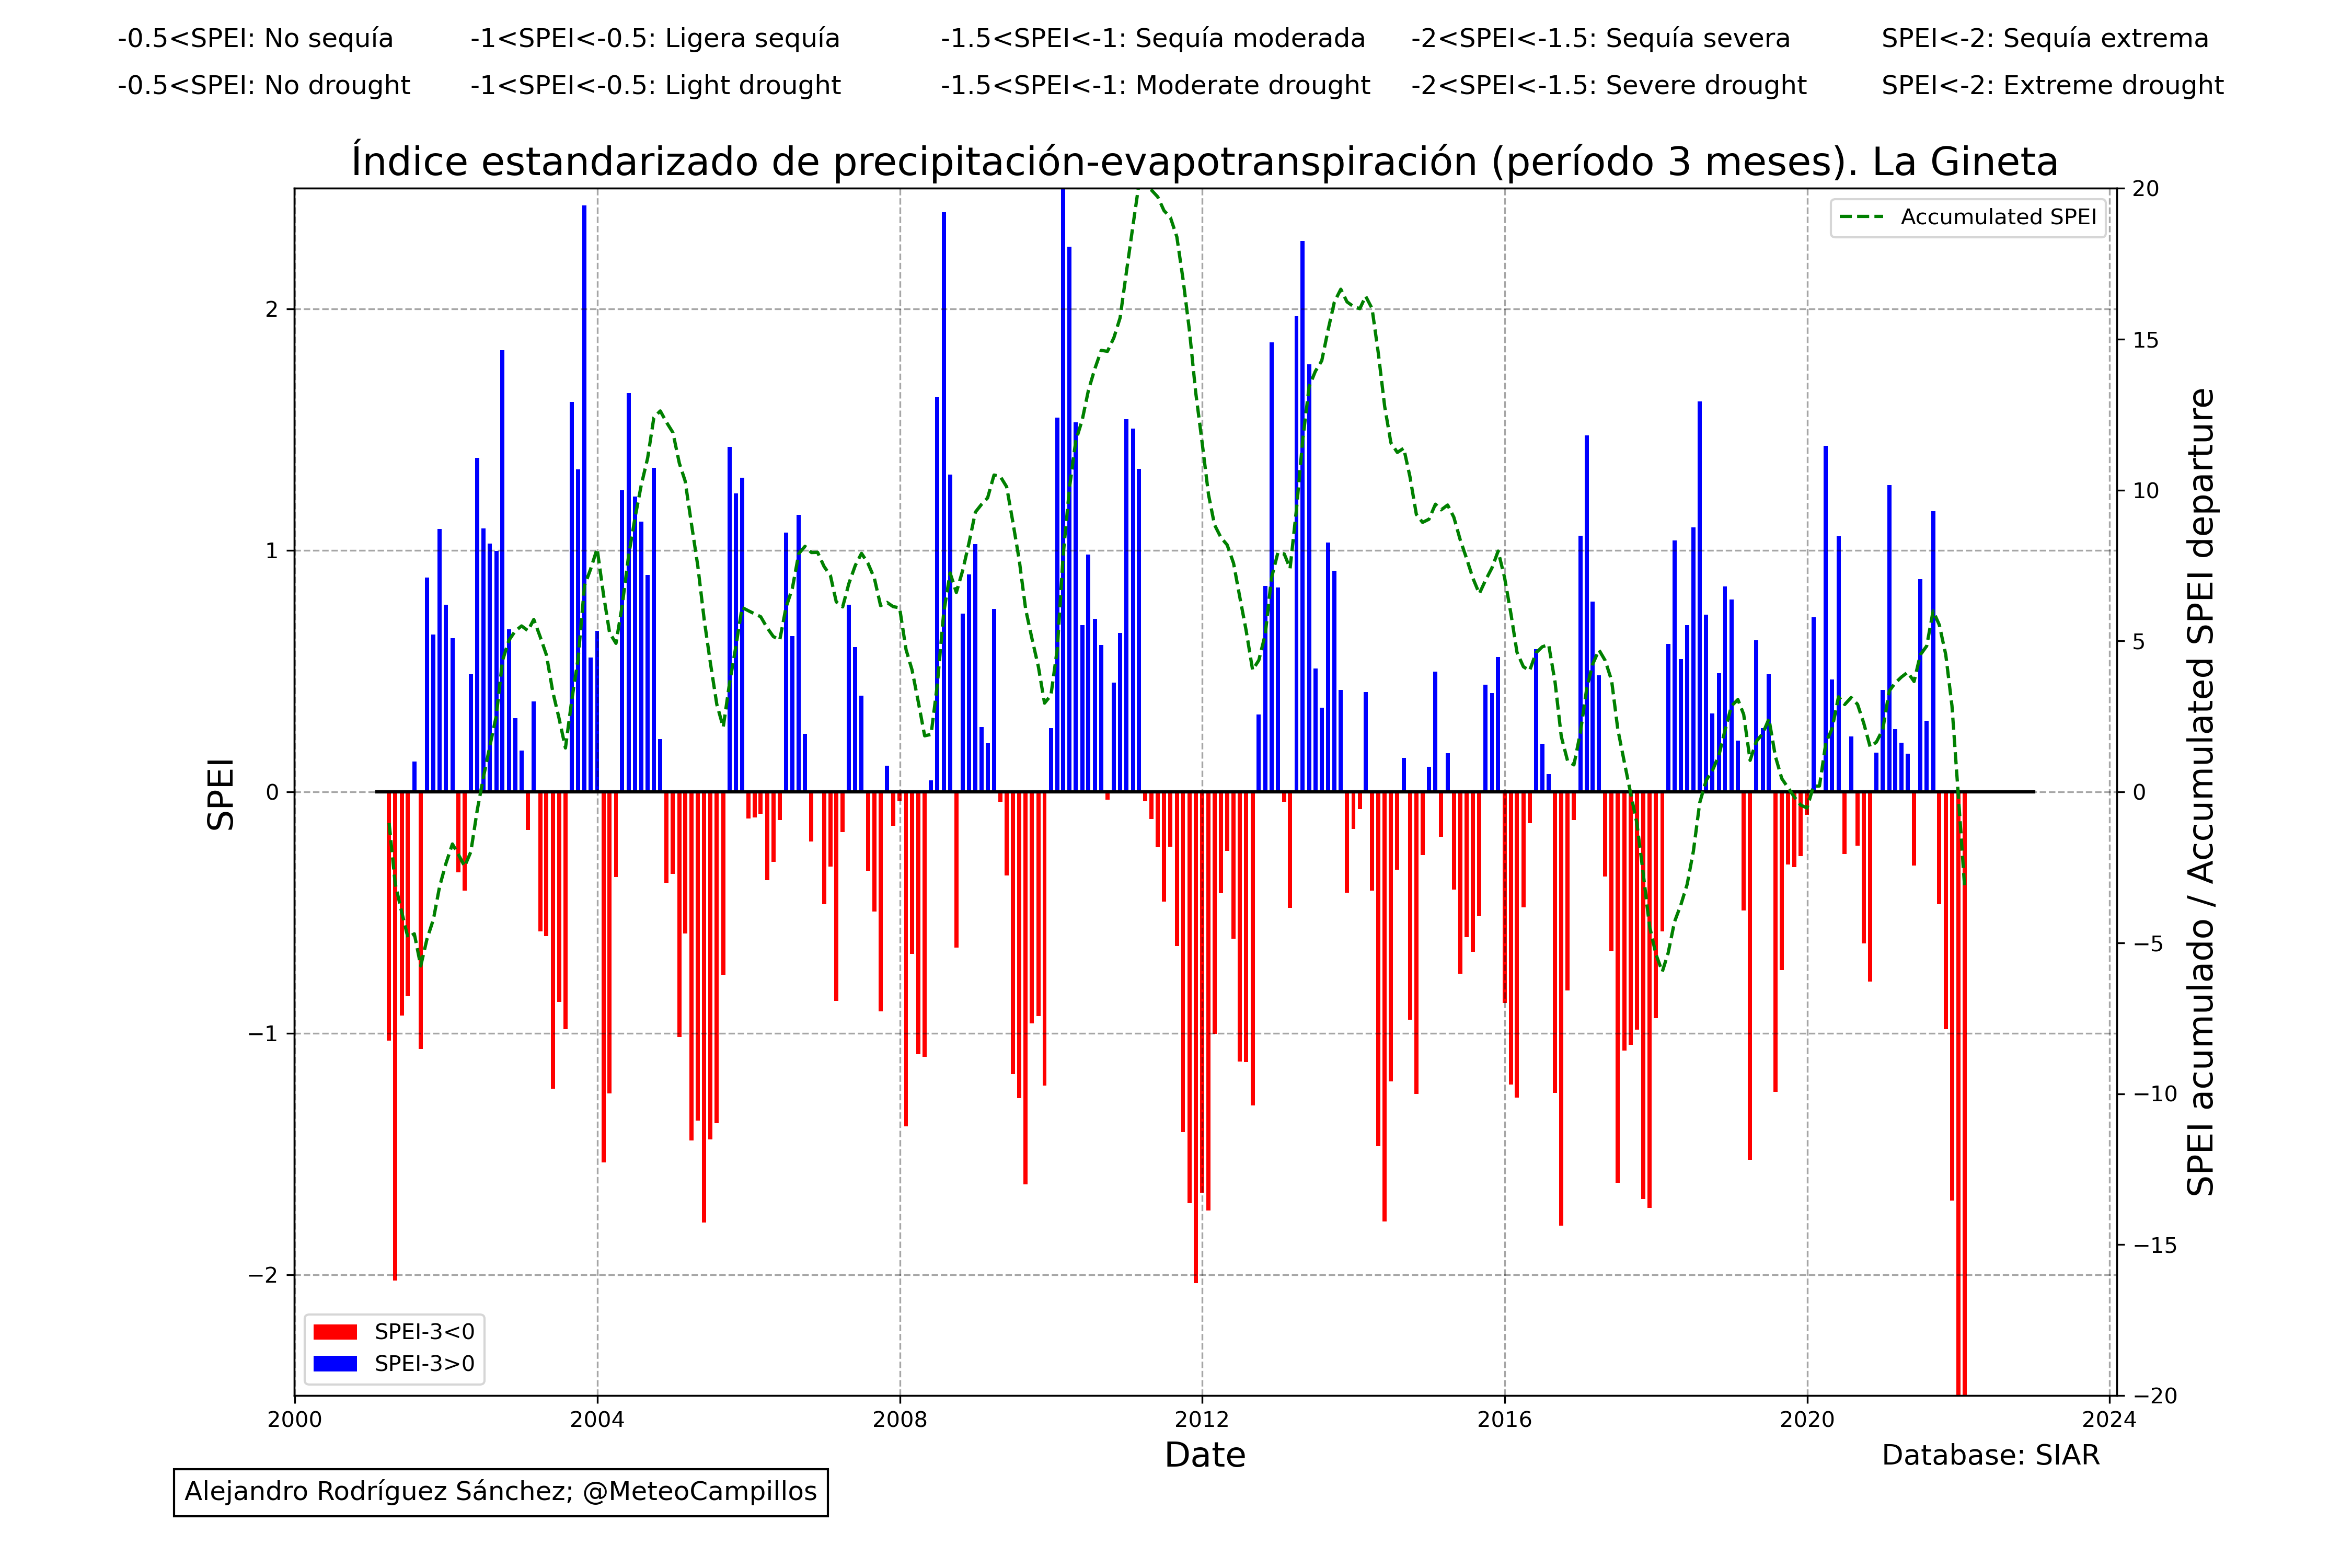 -0.5<SPEI: No sequía -1<SPEI<-0.5: Ligera sequía -1.5<SPEI<-1: Sequía moderada -2<SPEI<-1.5: Sequía severa SPEI<-2: Sequía extrema
-0.5<SPEI: No drought -1<SPEI<-0.5: Light drought -1.5<SPEI<-1: Moderate drought -2<SPEI<-1.5: Severe drought SPEI<-2: Extreme drought
Índice estandarizado de precipitación-evapotranspiración (período 3 meses). La Gineta
Accumulated SPEI
2
1
0
−1
−2
SPEI
20
15
10
5
0
−5
−10
−15
−20
SPEI acumulado / Accumulated SPEI departure
SPEI-3<0
SPEI-3>0
2000 2004 2008 2012 2016 2020 2024
Date
Database: SIAR
Alejandro Rodríguez Sánchez; @MeteoCampillos